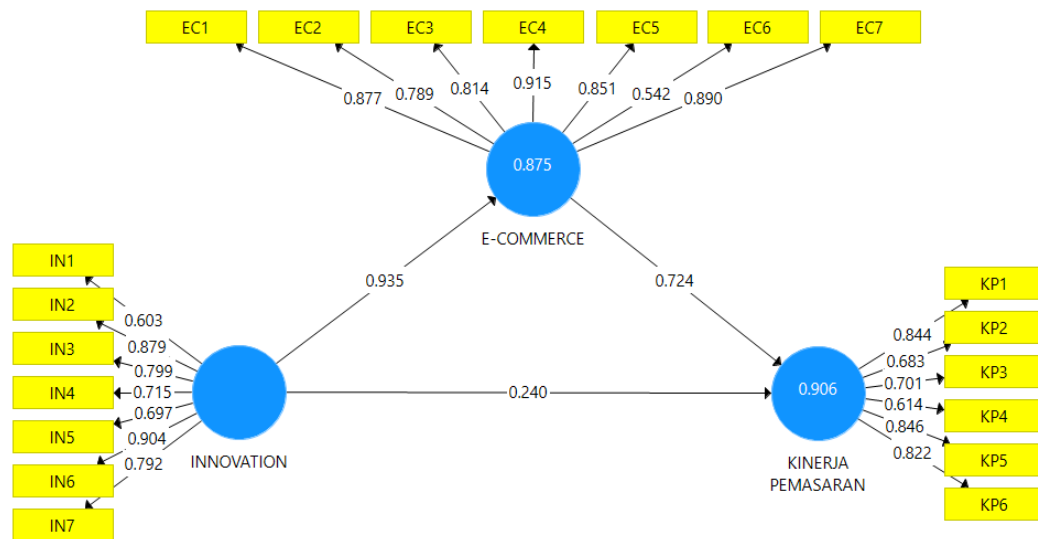 EC1 EC2 EC3 EC4 EC5 EC6 EC7
0.877 0.789 0.814 0.915 0.851 0.542 0.890
0.875
E-COMMERCE
0.935
0.724
IN1
IN2
IN3
IN4
IN5
IN6
IN7
0.603
0.879
0.799
0.715
0.697
0.904
0.792
INNOVATION
0.240
0.906
KINERJA
PEMASARAN
0.844
0.683
0.701
0.614
0.846
0.822
KP1
KP2
KP3
KP4
KP5
KP6